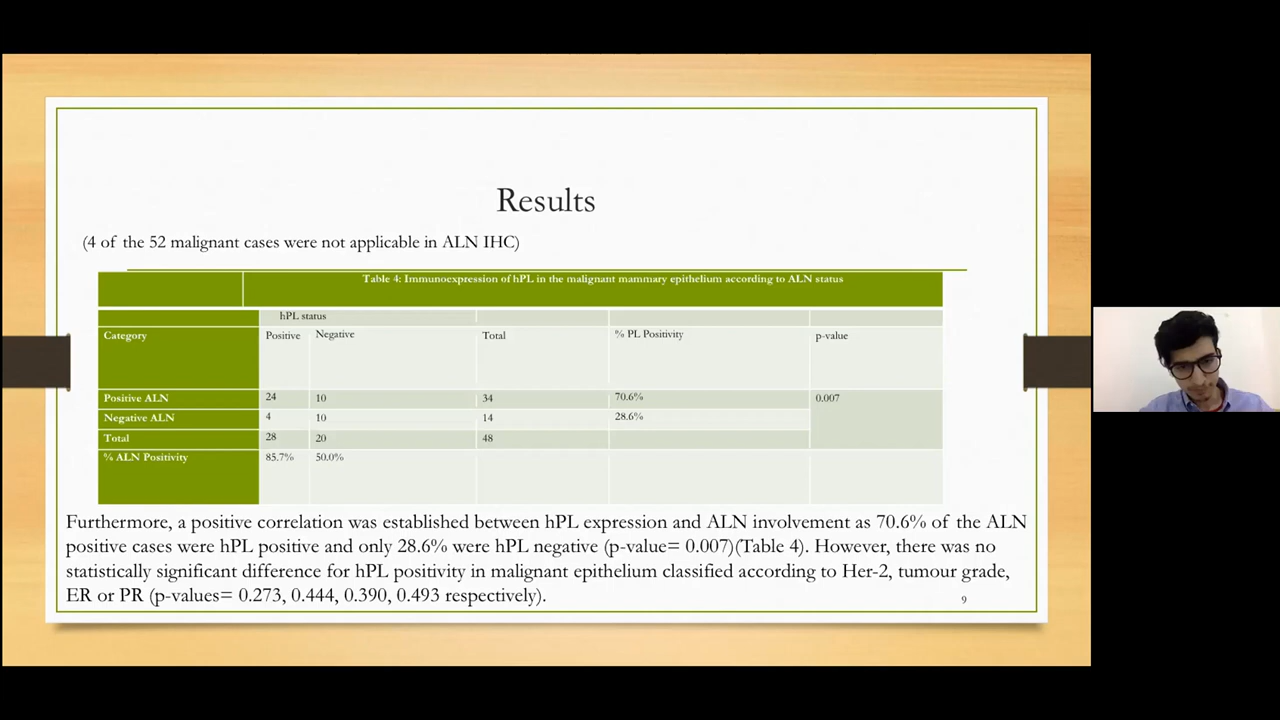 Results
(4 of the 52 malignant cases were not applicable in ALN IHC)
Table 4: Immunoexpression of hPL in the malignant mammary epithelium according to ALN status
hPL status
Category Positive Negative Total % PL Positivity p-value
Positive ALN 24 10 34 70.6% 0.007
Negative ALN 4 10 14 28.6%
Total 28 20 48
% ALN Positivity 85.7% 50.0%
Furthermore, a positive correlation was established between hPL expression and ALN involvement as 70.6% of the ALN
positive cases were hPL positive and only 28.6% were hPL negative (p-value= 0.007)(Table 4). However, there was no
statistically significant difference for hPL positivity in malignant epithelium classified according to Her-2, tumour grade,
ER or PR (p-values= 0.273, 0.444, 0.390, 0.493 respectively).
9